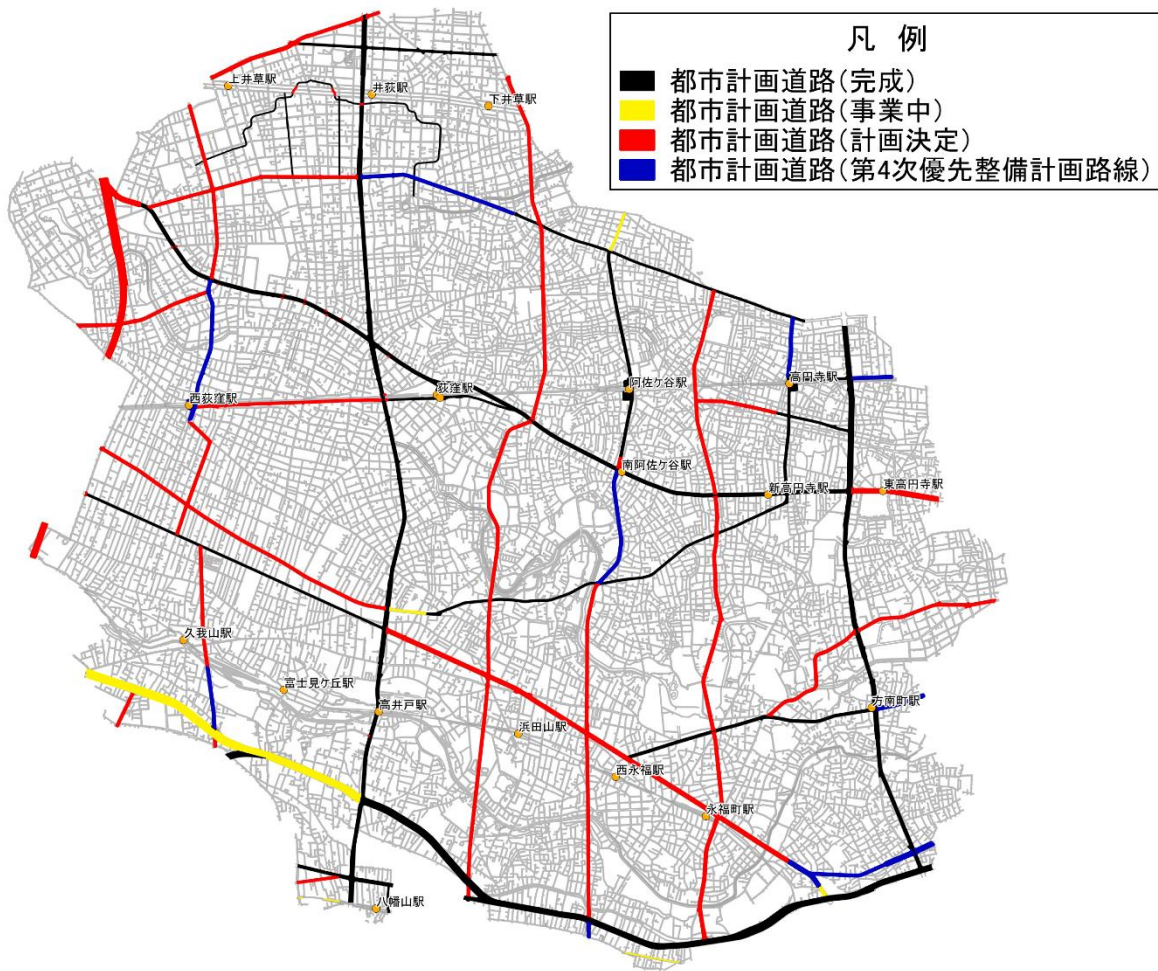 凡 例
都市計画道路(完成)
都市計画道路(事業中)
都市計画道路(計画決定)
都市計画道路(第4次優先整備計画路線)
上井草駅
井荻駅
下井草駅
荻窪駅
阿佐ケ谷駅
高円寺駅
西荻窪駅
南阿佐ケ谷駅
新高円寺駅
東高円寺駅
久我山駅
富士見ケ丘駅
高井戸駅
浜田山駅
方南町駅
西永福駅
永福町駅
八幡山駅